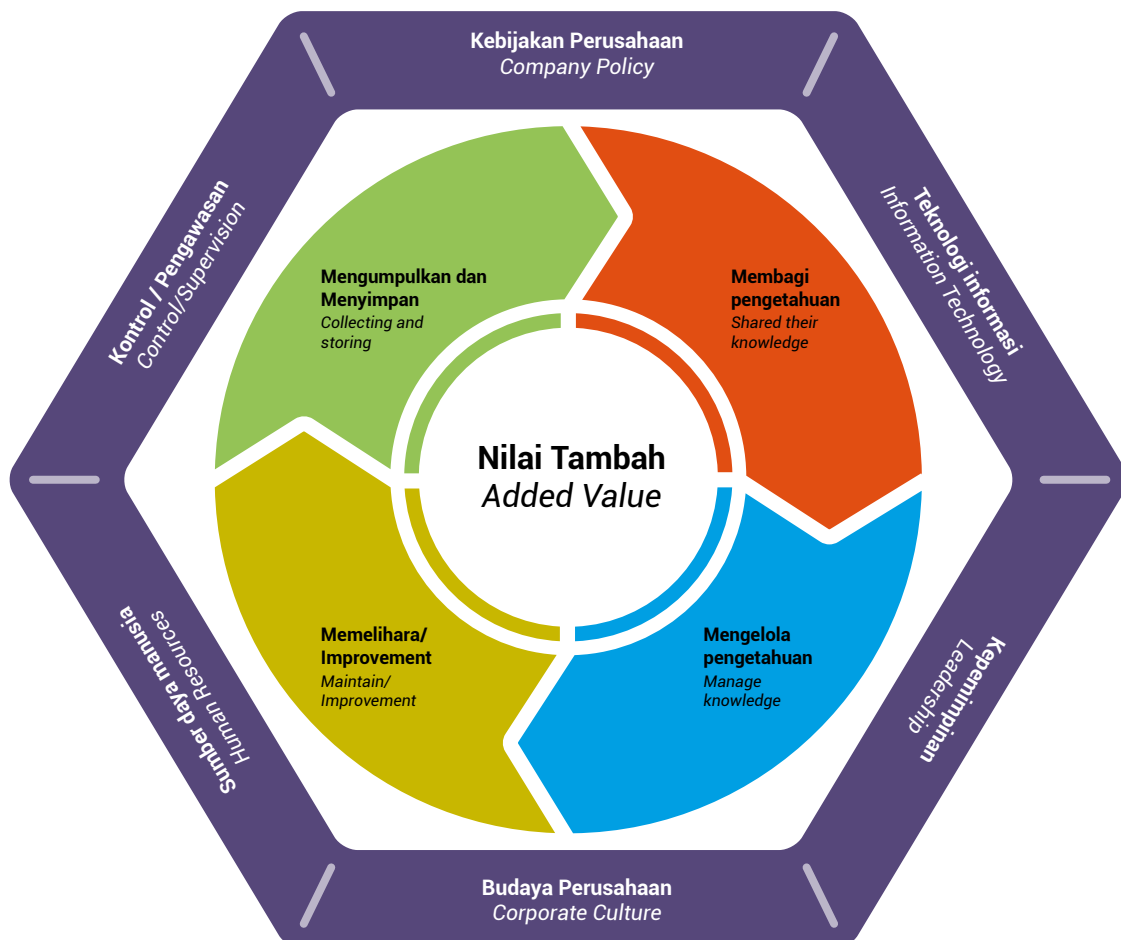 Kebijakan Perusahaan
Company Policy
Kontrol / Pengawasan
Control/Supervision
Teknologi informasi
Information Technology
Mengumpulkan dan
Menyimpan
Collecting and
storing
Membagi
pengetahuan
Shared their
knowledge
Nilai Tambah
Added Value
Memelihara/
Improvement
Maintain/
Improvement
Mengelola
pengetahuan
Manage
knowledge
Sumber daya manusia
Human Resources
Kepemimpinan
Leadership
Budaya Perusahaan
Corporate Culture